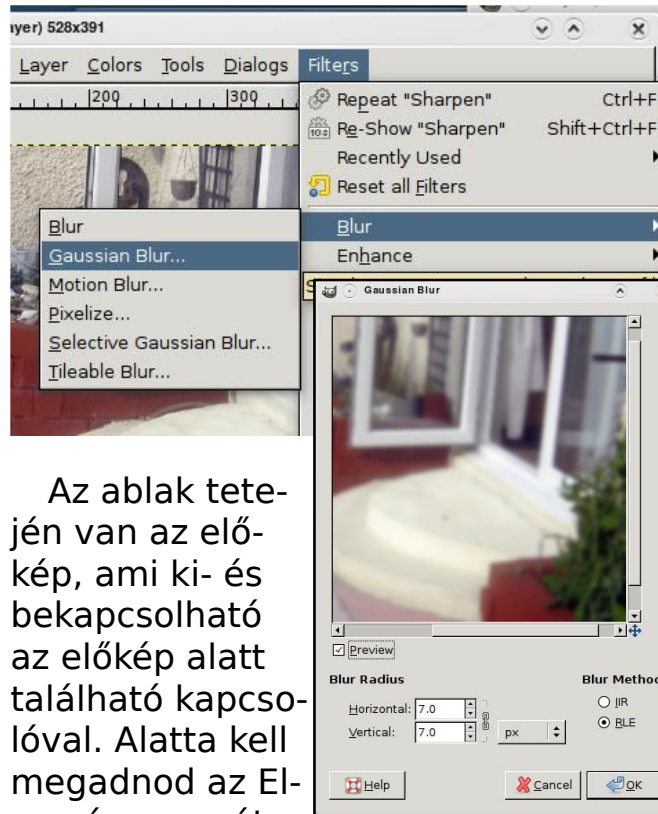 ayer) 528x391
Layer Colors Tools Dialogs Filters
200 300
Repeat "Sharpen" Ctrl+F
Re-Show "Sharpen" Shift+Ctrl+F
Recently Used
Reset all Filters
Blur
Enhance
Blur
Gaussian Blur...
Motion Blur...
Pixelize...
Selective Gaussian Blur...
Tileable Blur...
Gaussian Blur
Preview
Blur Radius
Horizontal: 7.0
Vertical: 7.0 px
Blur Method
IIR
RLE
Help Cancel OK
Az ablak tete-
jén van az elő-
kép, ami ki- és
bekapcsolható
az előkép alatt
található kapcso-
lóval. Alatta kell
megadnod az El-